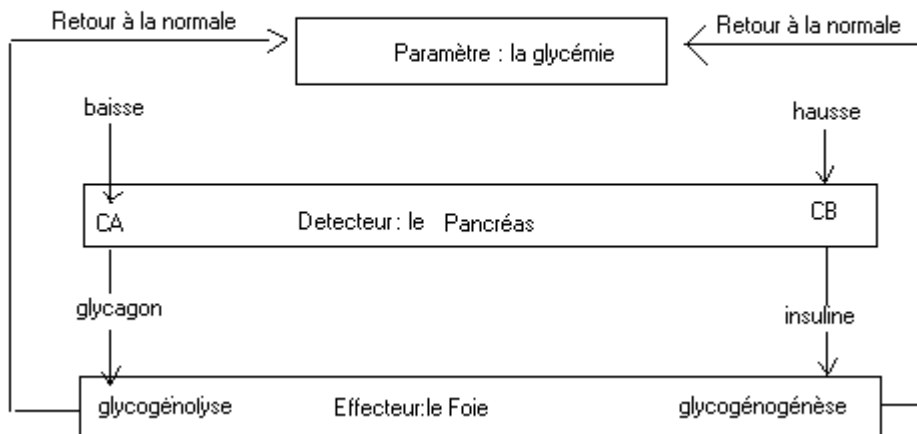 Retour à la normale
Retour à la normale
Paramètre : la glycémie
baisse
hausse
CA
Detecteur : le Pancréas
CB
glycagon
insuline
glycogénolyse
Effecteur:le Foie
glycogénogénèse